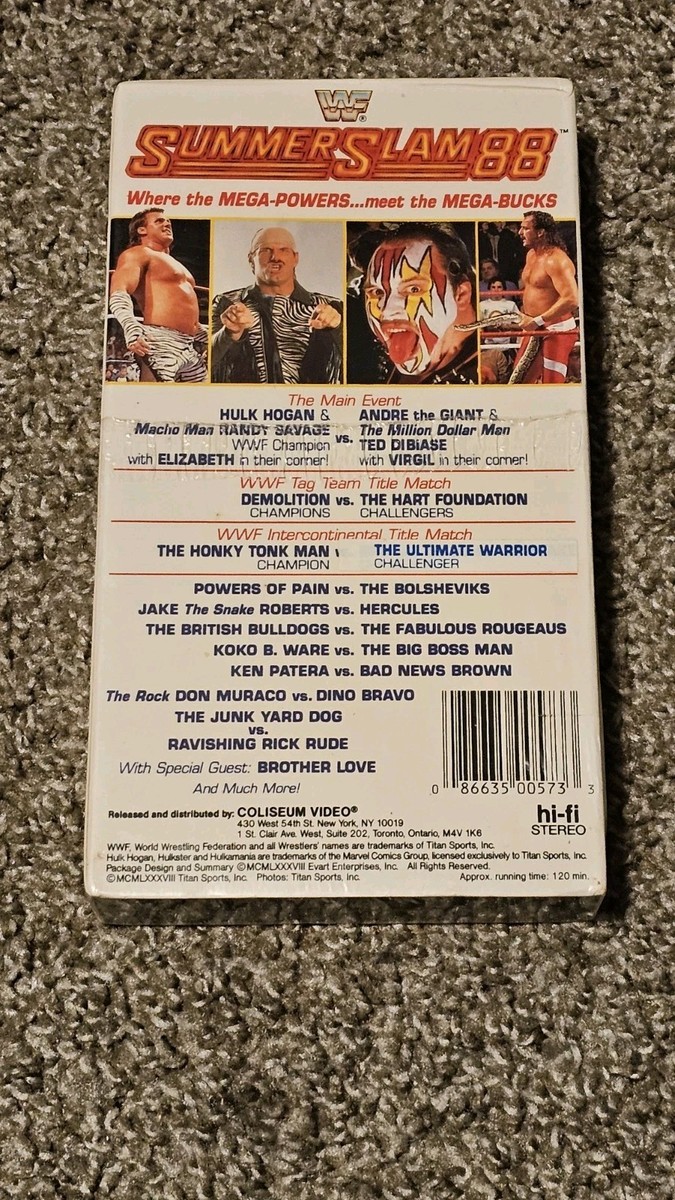 WF®
SUMMERSLAM 88™
Where the MEGA-POWERS...meet the MEGA-BUCKS
The Main Event
HULK HOGAN & ANDRE the GIANT &
Macho Man RANDY SAVAGE vs. The Million Dollar Man
WWF Champion TED DiBIASE
with ELIZABETH in their corner! with VIRGIL in their corner!
WWF Tag Team Title Match
DEMOLITION vs. THE HART FOUNDATION
CHAMPIONS CHALLENGERS
WWF Intercontinental Title Match
THE HONKY TONK MAN THE ULTIMATE WARRIOR
CHAMPION CHALLENGER
POWERS OF PAIN vs. THE BOLSHEVIKS
JAKE The Snake ROBERTS vs. HERCULES
THE BRITISH BULLDOGS vs. THE FABULOUS ROUGEAUS
KOKO B. WARE vs. THE BIG BOSS MAN
KEN PATERA vs. BAD NEWS BROWN
The Rock DON MURACO vs. DINO BRAVO
THE JUNK YARD DOG
vs.
RAVISHING RICK RUDE
With Special Guest: BROTHER LOVE
And Much More!
0 86635 00573 3
hi-fi
STEREO
Released and distributed by: COLISEUM VIDEO®
430 West 54th St. New York, NY 10019
1 St. Clair Ave. West, Suite 202, Toronto, Ontario, M4V 1K6
WWF, World Wrestling Federation and all Wrestlers' names are trademarks of Titan Sports, Inc.
Hulk Hogan, Hulkster and Hulkamania are trademarks of the Marvel Comics Group, licensed exclusively to Titan Sports, Inc.
Package Design and Summary ©MCMLXXXVIII Evart Enterprises, Inc. All Rights Reserved.
©MCMLXXXVIII Titan Sports, Inc. Photos: Titan Sports, Inc. Approx. running time: 120 min.